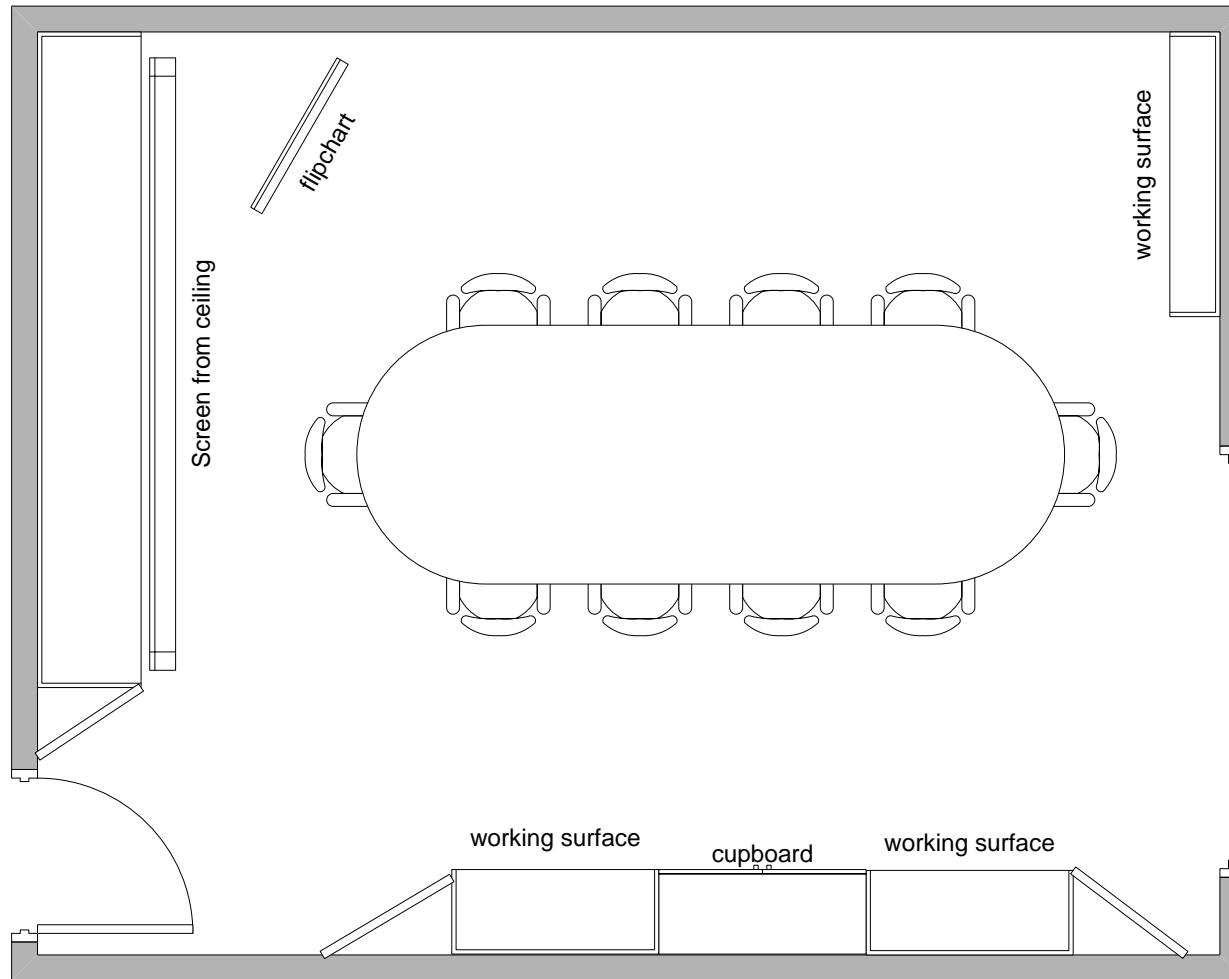 flipchart
working surface
Screen from ceiling
working surface
cupboard
working surface